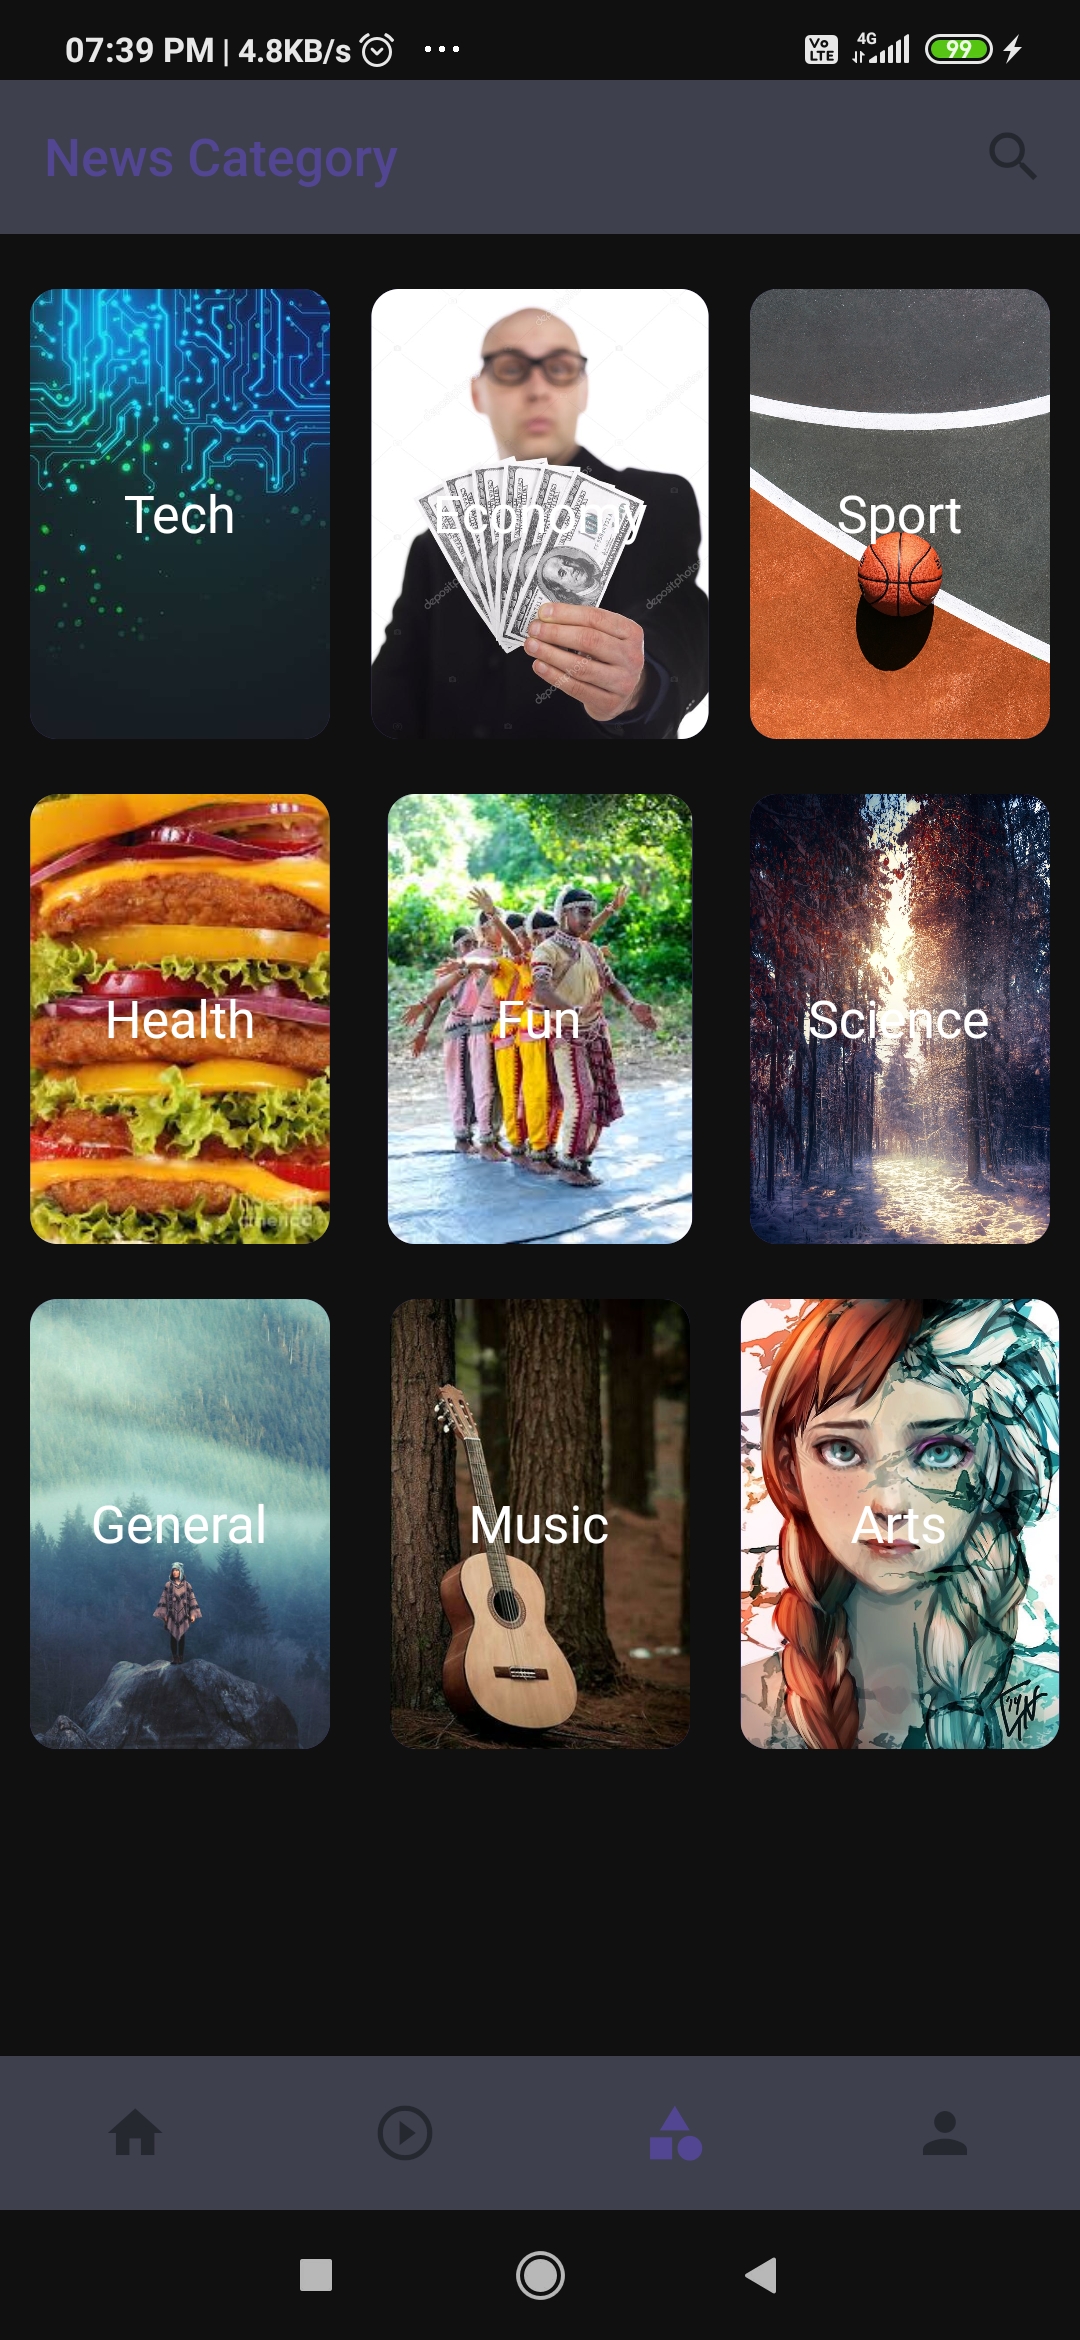 07:39 PM | 4.8KB/s ...
Vo LTE 4G 99
News Category
Tech
Economy
Sport
Health
Fun
Science
General
Music
Arts